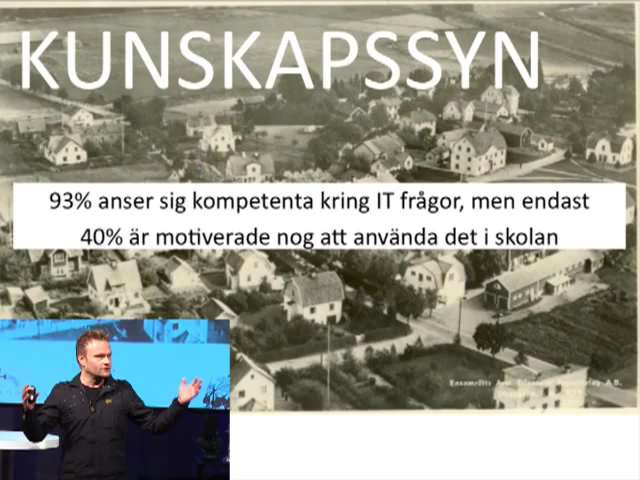 KUNSKAPSSYN
93% anser sig kompetenta kring IT frågor, men endast
40% är motiverade nog att använda det i skolan